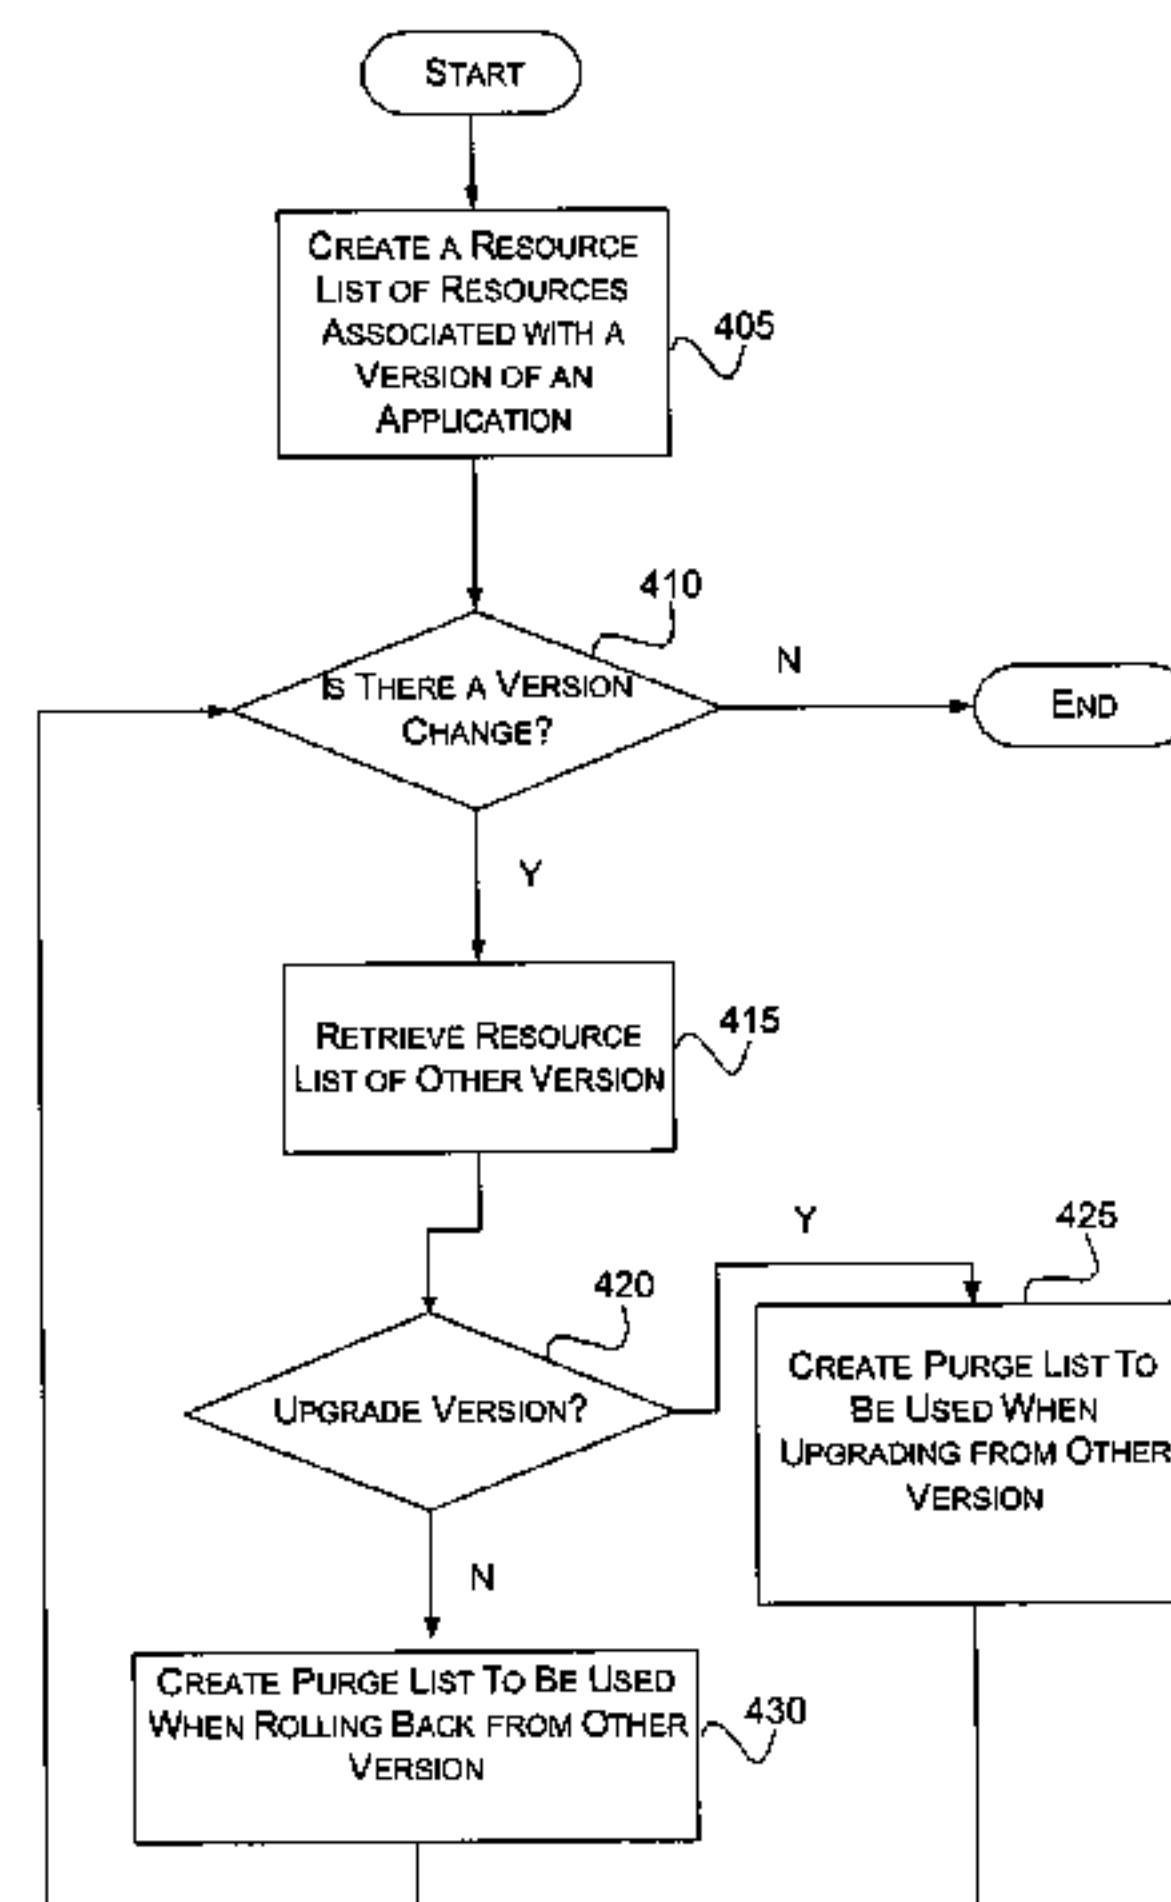 START
CREATE A RESOURCE
LIST OF RESOURCES
ASSOCIATED WITH A
VERSION OF AN
APPLICATION
405
410
IS THERE A VERSION
CHANGE?
N
END
Y
RETRIEVE RESOURCE
LIST OF OTHER VERSION
415
420
UPGRADE VERSION?
Y
425
CREATE PURGE LIST TO
BE USED WHEN
UPGRADING FROM OTHER
VERSION
N
CREATE PURGE LIST TO BE USED
WHEN ROLLING BACK FROM OTHER
VERSION
430